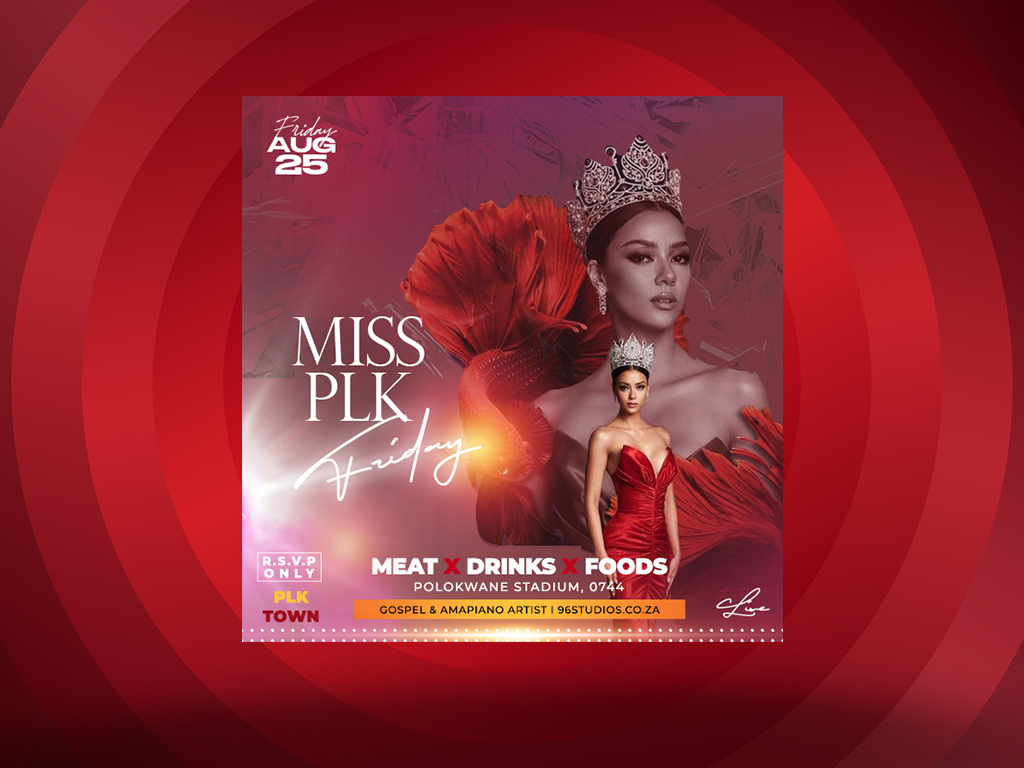 Friday
AUG
25
MISS
PLK
Friday
R.S.V.P
ONLY
PLK
TOWN
MEAT X DRINKS X FOODS
POLOKWANE STADIUM, 0744
GOSPEL & AMAPIANO ARTIST I 96STUDIOS.CO.ZA
Live